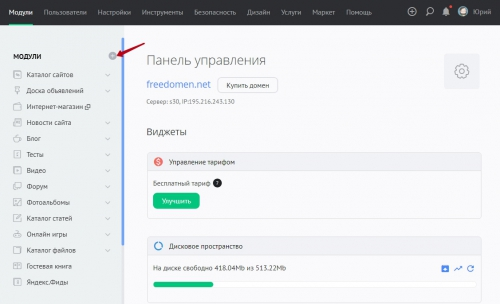 Модули Пользователи Настройки Инструменты Безопасность Дизайн Услуги Маркет Помощь Юрий
МОДУЛИ
Каталог сайтов
Доска объявлений
Интернет-магазин
Новости сайта
Блог
Тесты
Видео
Форум
Фотоальбомы
Каталог статей
Онлайн игры
Каталог файлов
Гостевая книга
Яндекс.Фиды
Панель управления
freedomen.net Купить домен
Сервер: s30, IP:195.216.243.130
Виджеты
Управление тарифом
Бесплатный тариф ?
Улучшить
Дисковое пространство
На диске свободно 418.04Mb из 513.22Mb